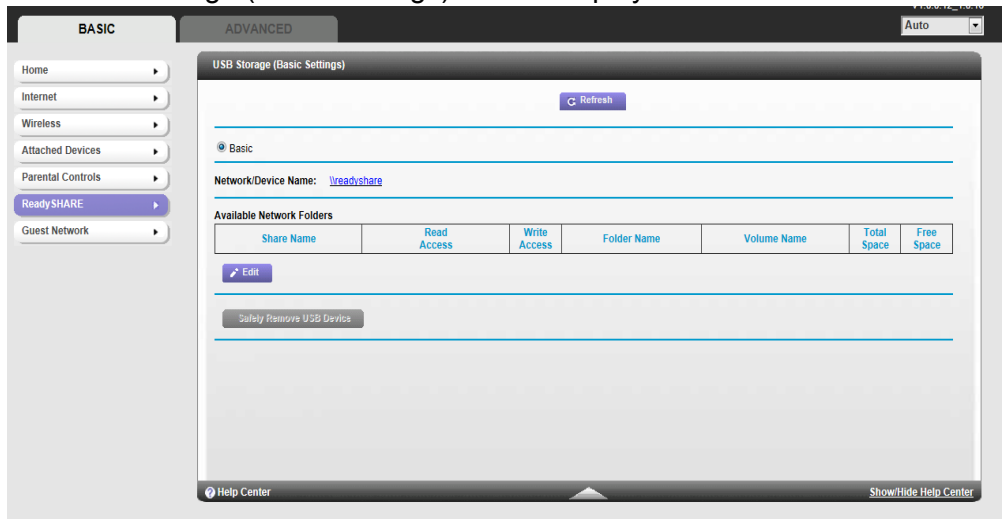 BASIC
ADVANCED
Auto
Home
Internet
Wireless
Attached Devices
Parental Controls
ReadySHARE
Guest Network
USB Storage (Basic Settings)
Refresh
Basic
Network/Device Name: \\readyshare
Available Network Folders
Share Name
Read
Access
Write
Access
Folder Name
Volume Name
Total
Space
Free
Space
Edit
Safely Remove USB Device
Help Center
Show/Hide Help Center